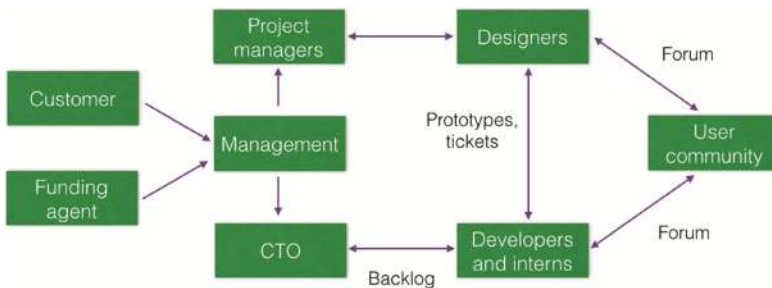 Project
managers
Designers
Forum
Customer
Prototypes,
tickets
Management
User
community
Funding
agent
CTO
Backlog
Developers
and interns
Forum